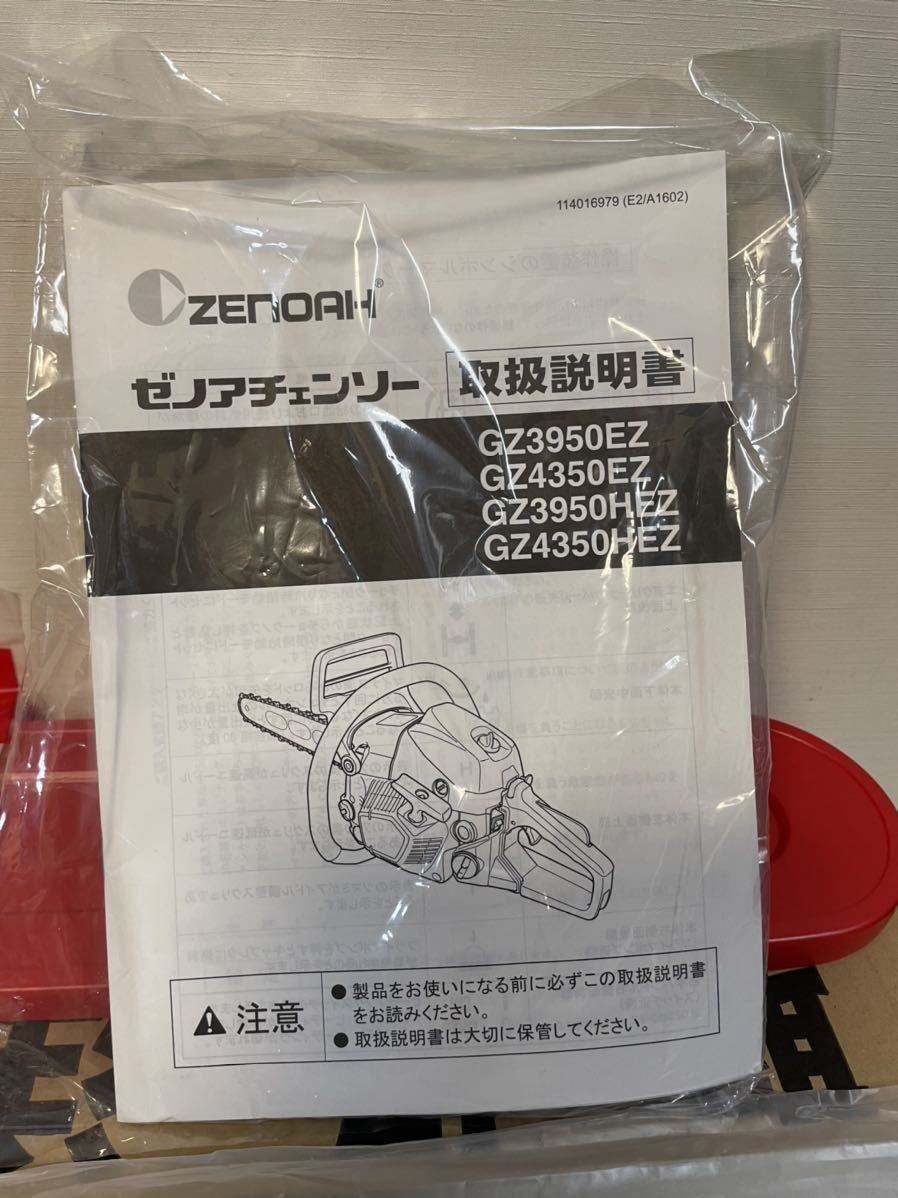 114016979 (E2/A1602)
ZENOAH®
ゼノアチェンソー 取扱説明書
GZ3950EZ
GZ4350EZ
GZ3950HEZ
GZ4350HEZ
注意
● 製品をお使いになる前に必ずこの取扱説明書
をお読みください。
● 取扱説明書は大切に保管してください。